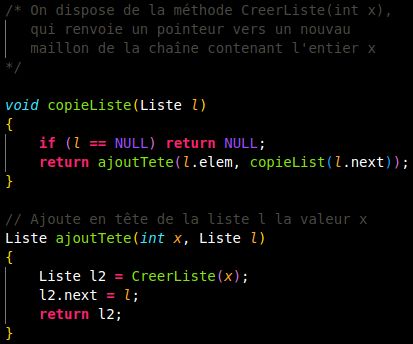 /* On dispose de la méthode CreerListe(int x),
qui renvoie un pointeur vers un nouvau
maillon de la chaîne contenant l'entier x
*/
void copieListe(Liste l)
{
if (l == NULL) return NULL;
return ajoutTete(l.elem, copieList(l.next));
}
// Ajoute en tête de la liste l la valeur x
Liste ajoutTete(int x, Liste l)
{
Liste l2 = CreerListe(x);
l2.next = l;
return l2;
}